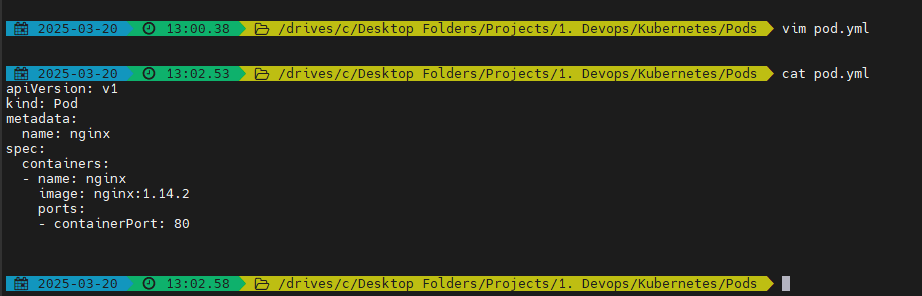 2025-03-20 13:00.38 /drives/c/Desktop Folders/Projects/1. Devops/Kubernetes/Pods vim pod.yml
2025-03-20 13:02.53 /drives/c/Desktop Folders/Projects/1. Devops/Kubernetes/Pods cat pod.yml
apiVersion: v1
kind: Pod
metadata:
  name: nginx
spec:
  containers:
  - name: nginx
    image: nginx:1.14.2
    ports:
    - containerPort: 80
2025-03-20 13:02.58 /drives/c/Desktop Folders/Projects/1. Devops/Kubernetes/Pods